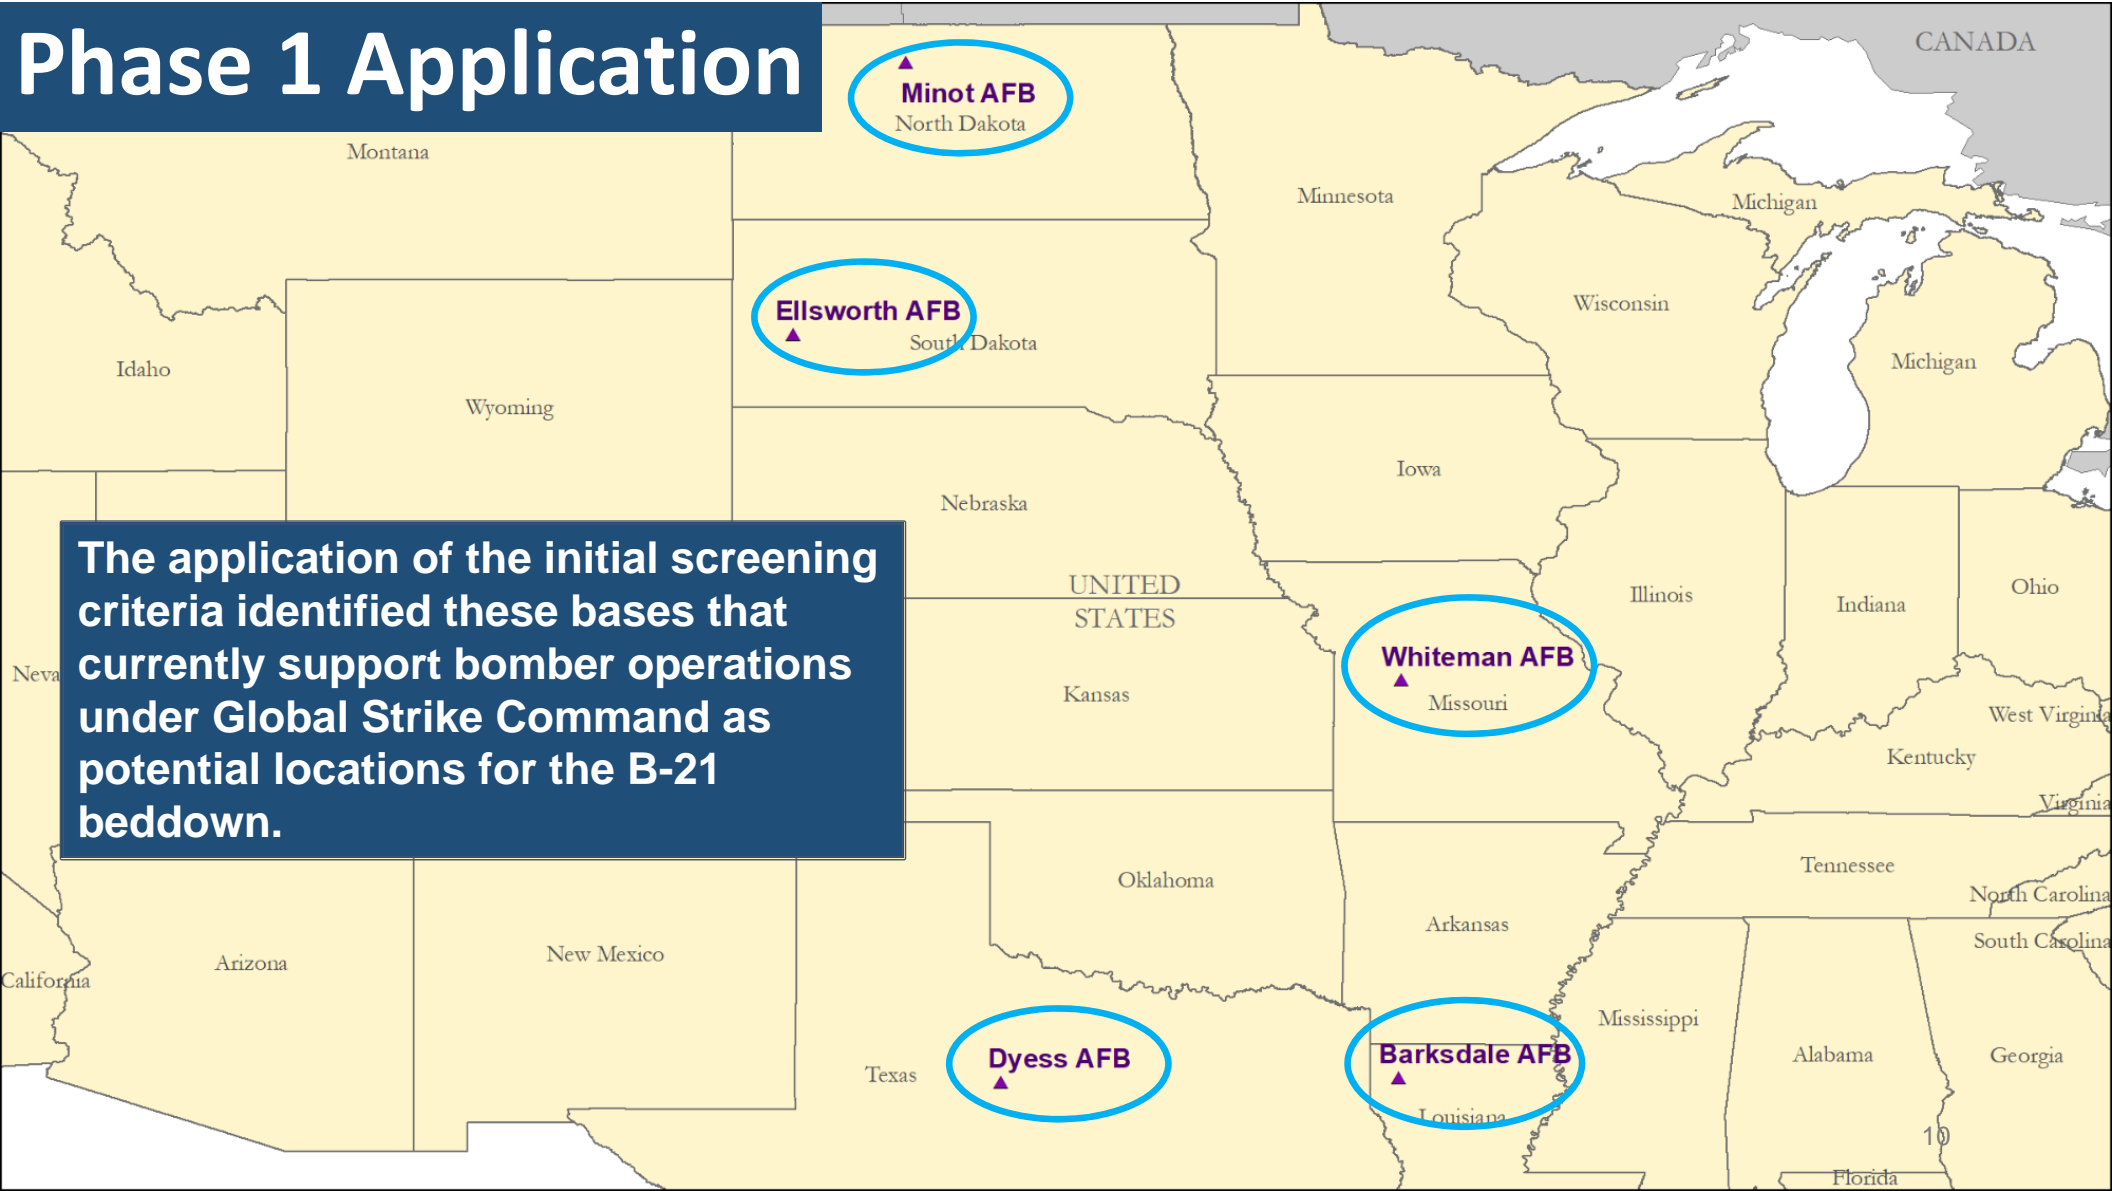 Phase 1 Application
CANADA
Minot AFB
North Dakota
Montana
Minnesota
Michigan
Ellsworth AFB
South Dakota
Wisconsin
Michigan
Idaho
Wyoming
Iowa
Nebraska
The application of the initial screening
criteria identified these bases that
currently support bomber operations
under Global Strike Command as
potential locations for the B-21
beddown.
UNITED
STATES
Illinois
Indiana
Ohio
Neva
Kansas
Whiteman AFB
Missouri
West Virginia
Kentucky
Virginia
Oklahoma
Tennessee
North Carolina
Arkansas
South Carolina
California
Arizona
New Mexico
Mississippi
Texas
Dyess AFB
Barksdale AFB
Louisiana
Alabama
Georgia
10
Florida